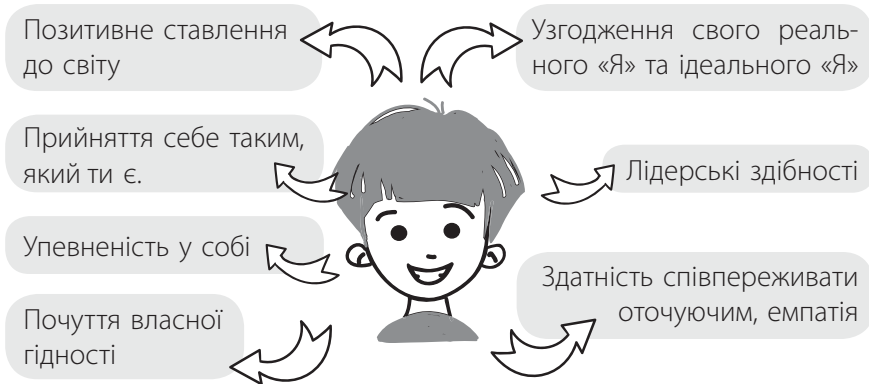 Позитивне ставлення
до світу
Узгодження свого реаль-
ного «Я» та ідеального «Я»
Прийняття себе таким,
який ти є.
Лідерські здібності
Упевненість у собі
Здатність співпереживати
оточуючим, емпатія
Почуття власної
гідності